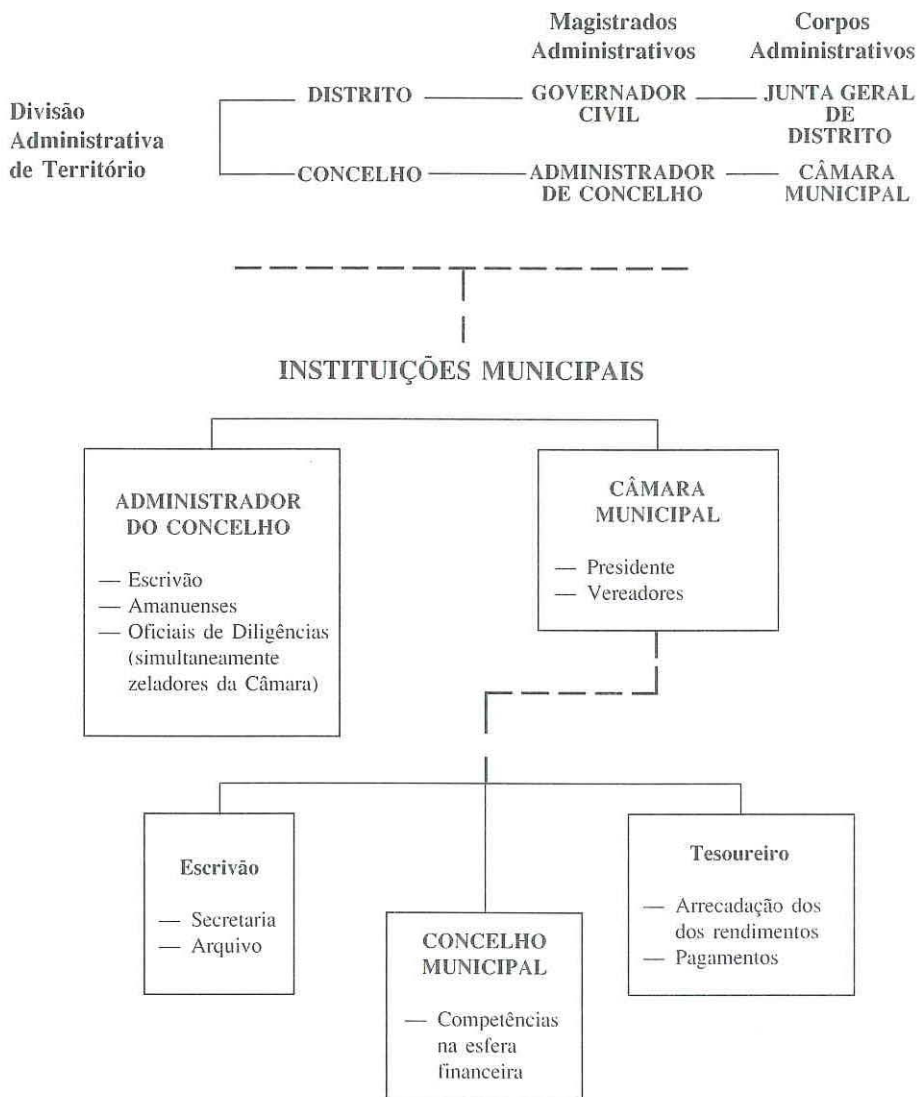 Magistrados
Administrativos
Corpos
Administrativos
Divisão
Administrativa
de Território
DISTRITO
GOVERNADOR
CIVIL
JUNTA GERAL
DE
DISTRITO
CONCELHO
ADMINISTRADOR
DE CONCELHO
CÂMARA
MUNICIPAL
INSTITUIÇÕES MUNICIPAIS
ADMINISTRADOR
DO CONCELHO
— Escrivão
— Amanuenses
— Oficiais de Diligências
(simultaneamente
zeladores da Câmara)
CÂMARA
MUNICIPAL
— Presidente
— Vereadores
Escrivão
— Secretaria
— Arquivo
CONCELHO
MUNICIPAL
— Competências
na esfera
financeira
Tesoureiro
— Arrecadação dos
dos rendimentos
— Pagamentos